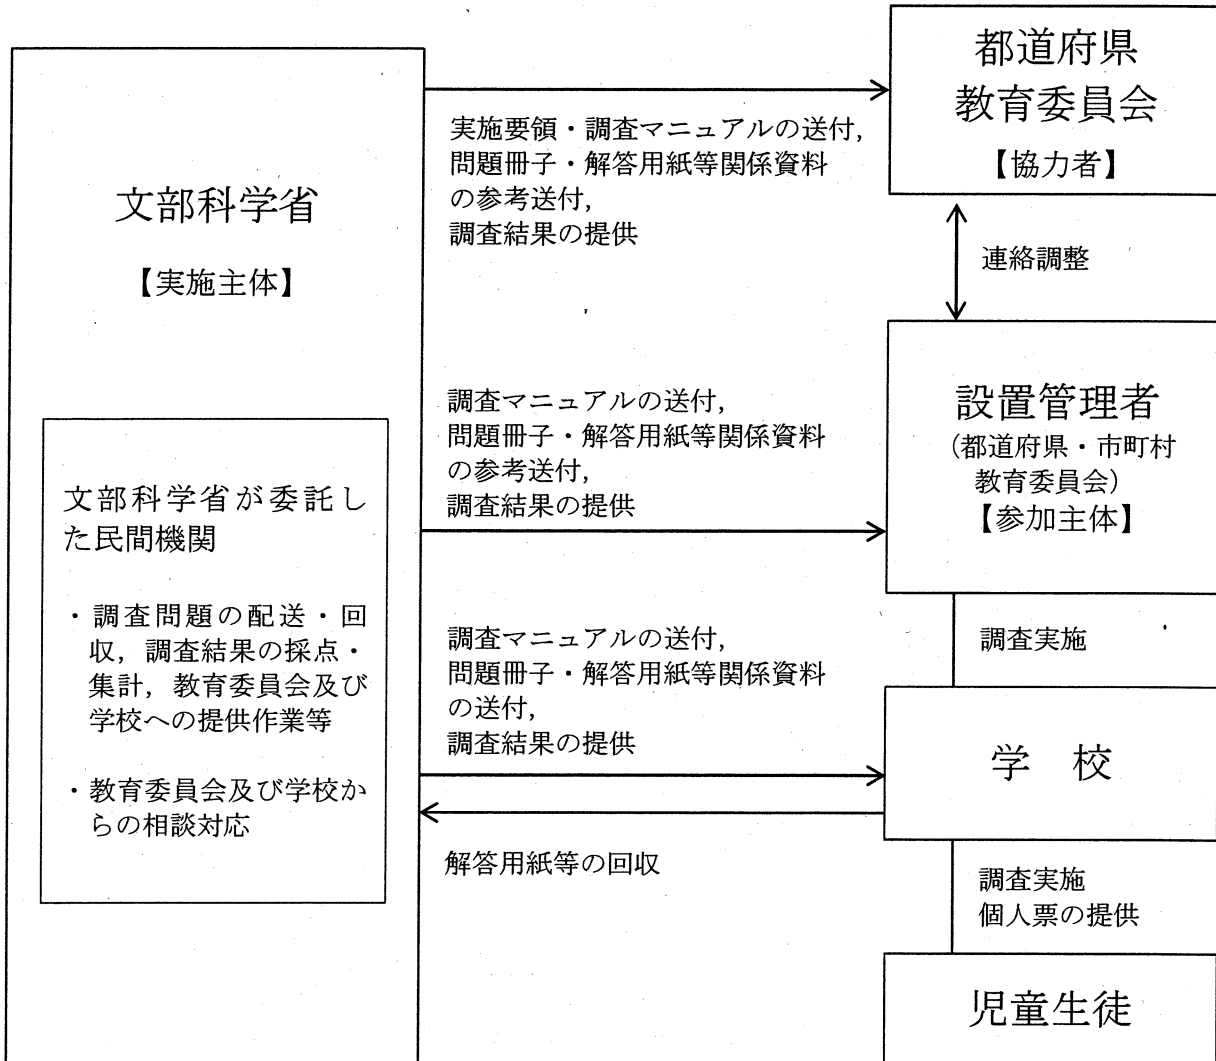 文部科学省
【実施主体】
文部科学省が委託し
た民間機関
・調査問題の配送・回
収，調査結果の採点・
集計，教育委員会及び
学校への提供作業等
・教育委員会及び学校か
らの相談対応
実施要領・調査マニュアルの送付，
問題冊子・解答用紙等関係資料
の参考送付，
調査結果の提供
調査マニュアルの送付，
問題冊子・解答用紙等関係資料
の参考送付，
調査結果の提供
調査マニュアルの送付，
問題冊子・解答用紙等関係資料
の送付，
調査結果の提供
解答用紙等の回収
都道府県
教育委員会
【協力者】
連絡調整
設置管理者
（都道府県・市町村
教育委員会）
【参加主体】
調査実施
学　校
調査実施
個人票の提供
児童生徒